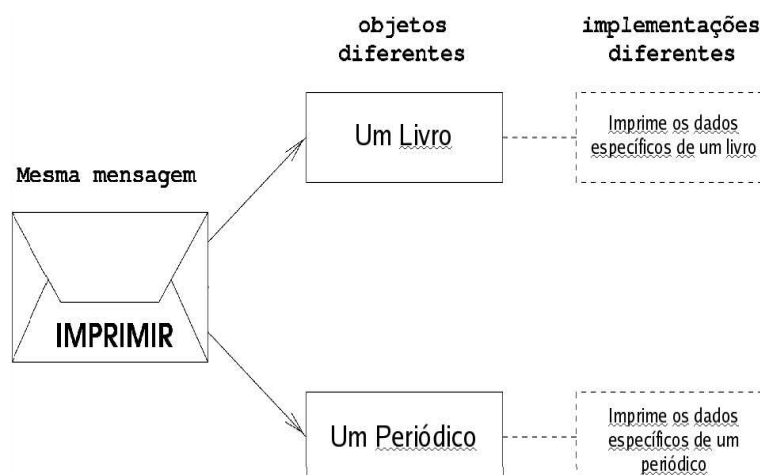 objetos
diferentes
implementações
diferentes
Um Livro
Imprime os dados
específicos de um livro
Mesma mensagem
IMPRIMIR
Um Periódico
Imprime os dados
específicos de um
periódico